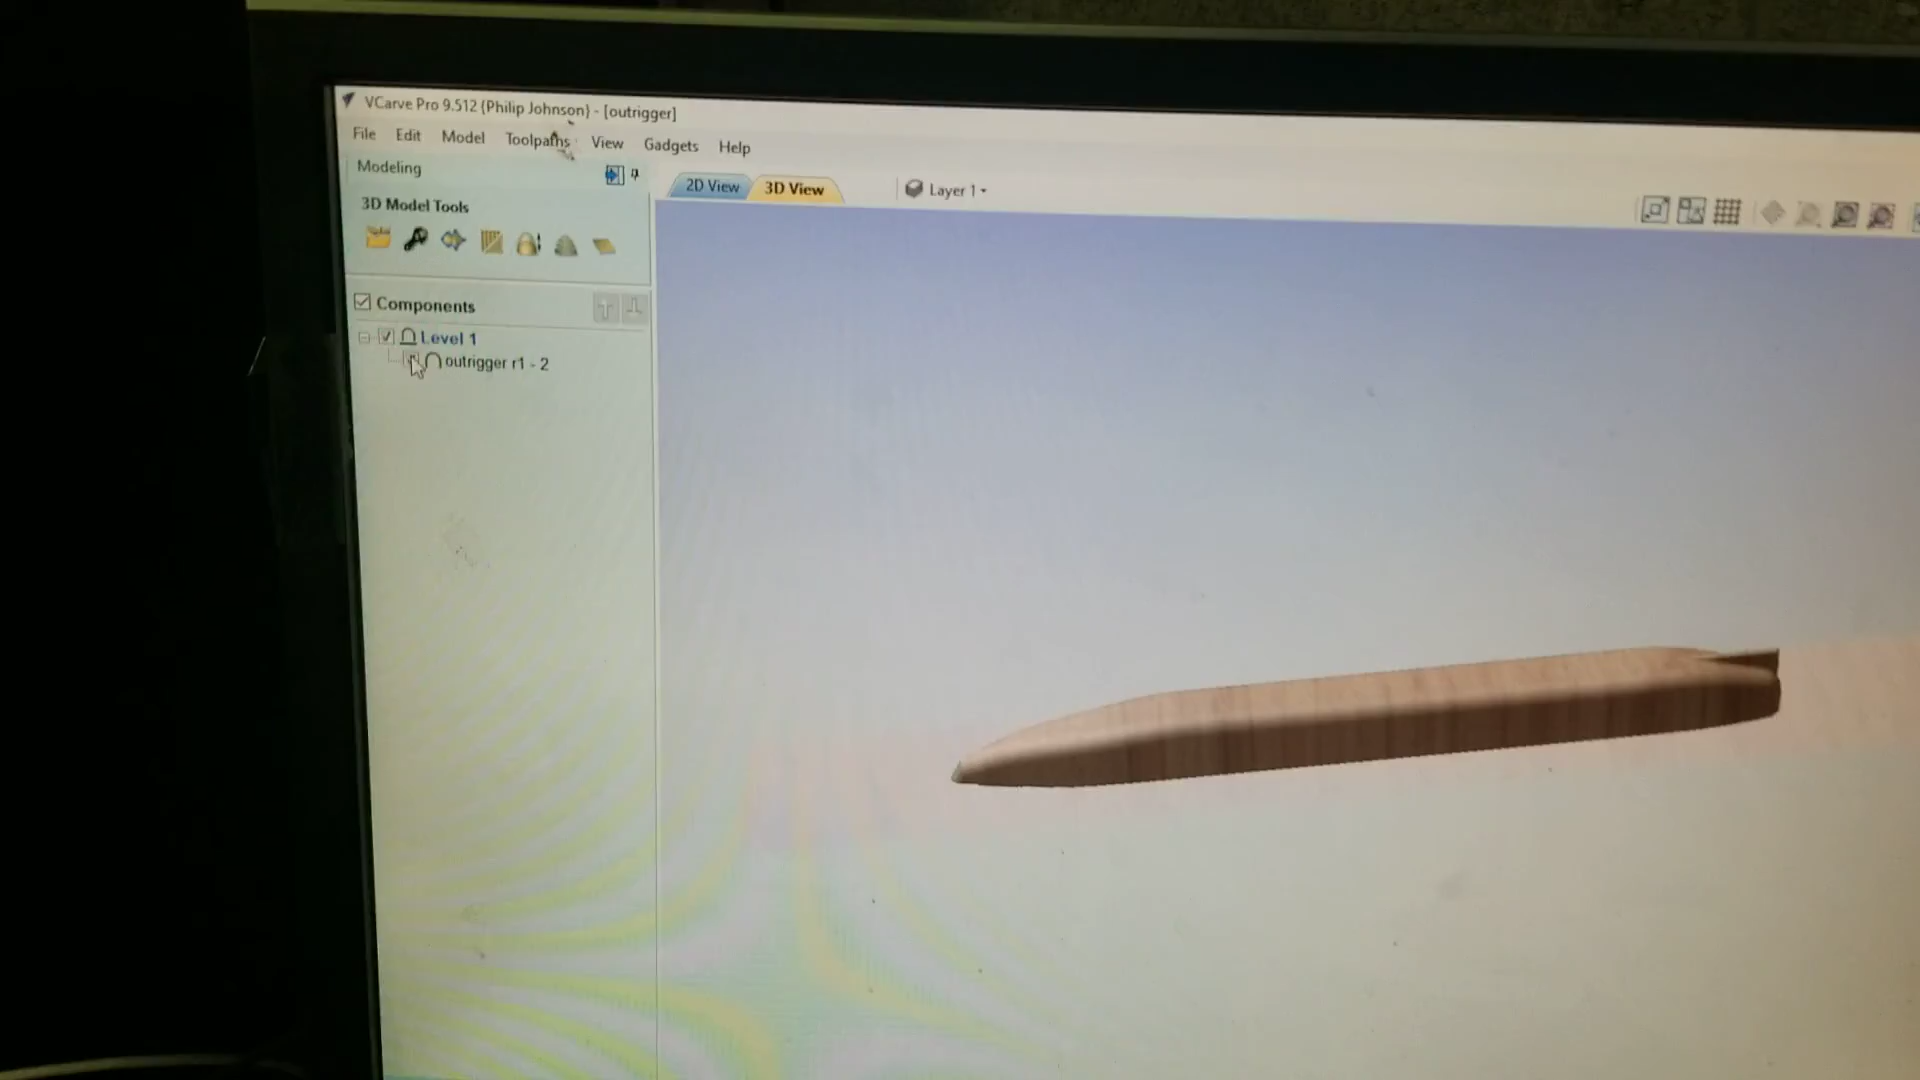 VCarve Pro 9.512 {Philip Johnson} - [outrigger]
File Edit Model Toolpaths View Gadgets Help
Modeling
2D View 3D View Layer 1
3D Model Tools
Components
Level 1
outrigger r1 - 2